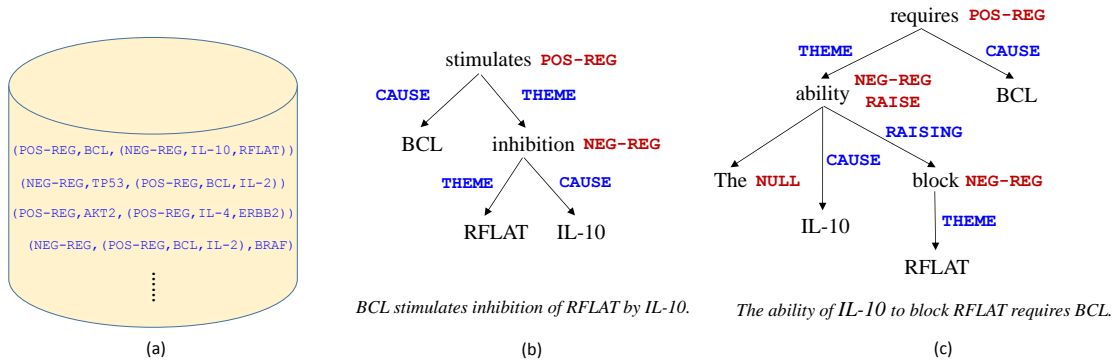 (POS-REG,BCL,(NEG-REG,IL-10,RFLAT))
(NEG-REG,TP53,(POS-REG,BCL,IL-2))
(POS-REG,AKT2,(POS-REG,IL-4,ERBB2))
(NEG-REG,(POS-REG,BCL,IL-2),BRAF)
(a)
stimulates POS-REG
CAUSE THEME
BCL inhibition NEG-REG
THEME CAUSE
RFLAT IL-10
BCL stimulates inhibition of RFLAT by IL-10.
(b)
requires POS-REG
THEME CAUSE
ability NEG-REG RAISE BCL
RAISING
CAUSE
The NULL block NEG-REG
IL-10 THEME
RFLAT
The ability of IL-10 to block RFLAT requires BCL.
(c)